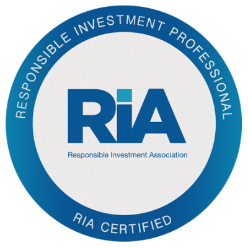 RESPONSIBLE INVESTMENT PROFESSIONAL
RiA
Responsible Investment Association
RIA CERTIFIED